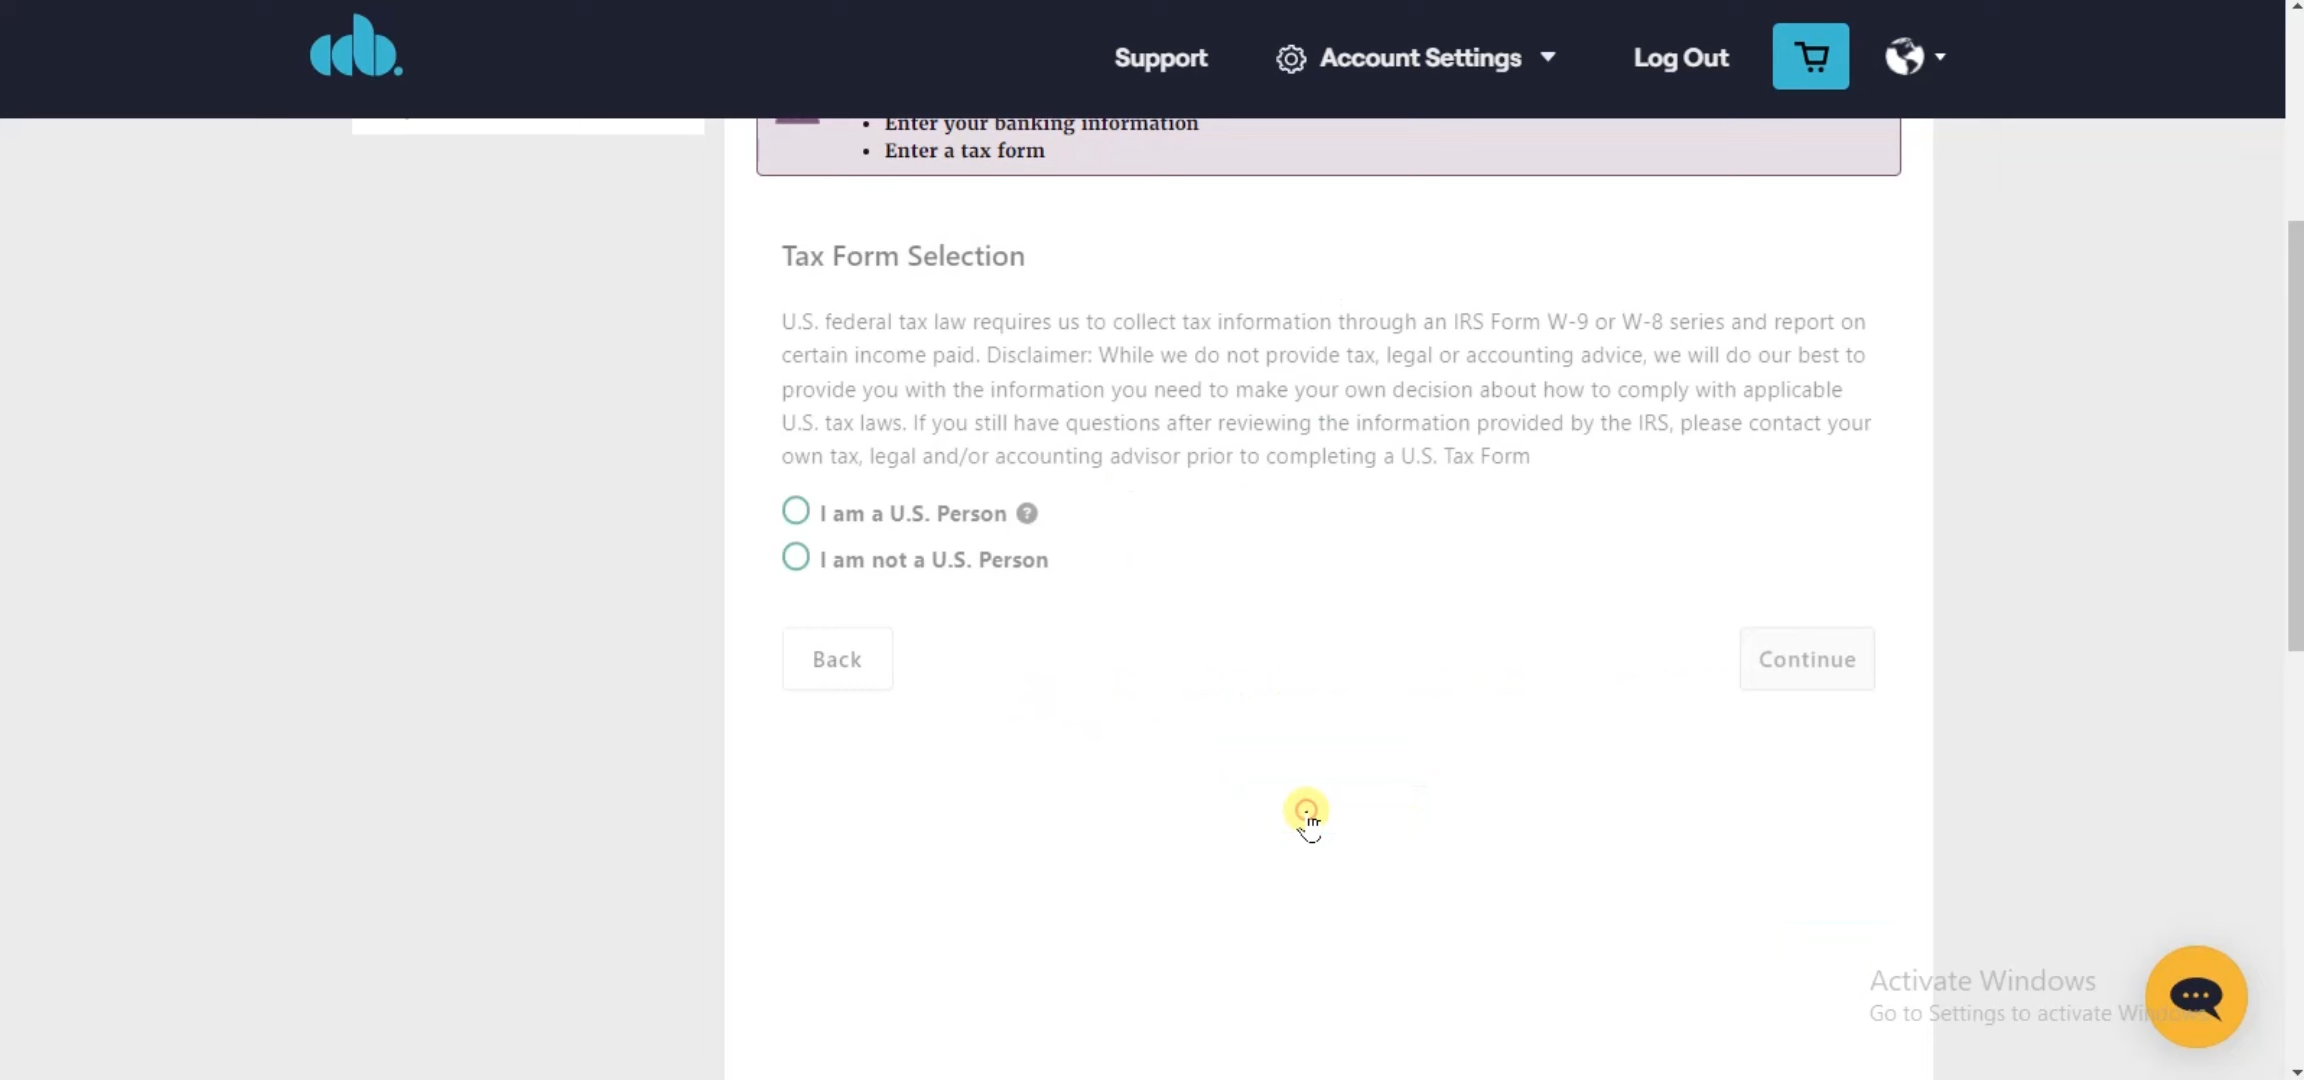 Support
Account Settings
Log Out
Enter your banking information
Enter a tax form
Tax Form Selection
U.S. federal tax law requires us to collect tax information through an IRS Form W-9 or W-8 series and report on
certain income paid. Disclaimer: While we do not provide tax, legal or accounting advice, we will do our best to
provide you with the information you need to make your own decision about how to comply with applicable
U.S. tax laws. If you still have questions after reviewing the information provided by the IRS, please contact your
own tax, legal and/or accounting advisor prior to completing a U.S. Tax Form
I am a U.S. Person ?
I am not a U.S. Person
Back
Continue
Activate Windows
Go to Settings to activate Windows.